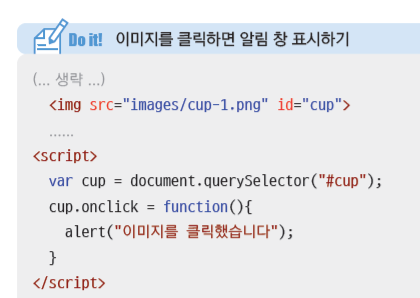 Do it! 이미지를 클릭하면 알림 창 표시하기
(... 생략 ...)
<img src="images/cup-1.png" id="cup">
......
<script>
var cup = document.querySelector("#cup");
cup.onclick = function(){
alert("이미지를 클릭했습니다");
}
</script>